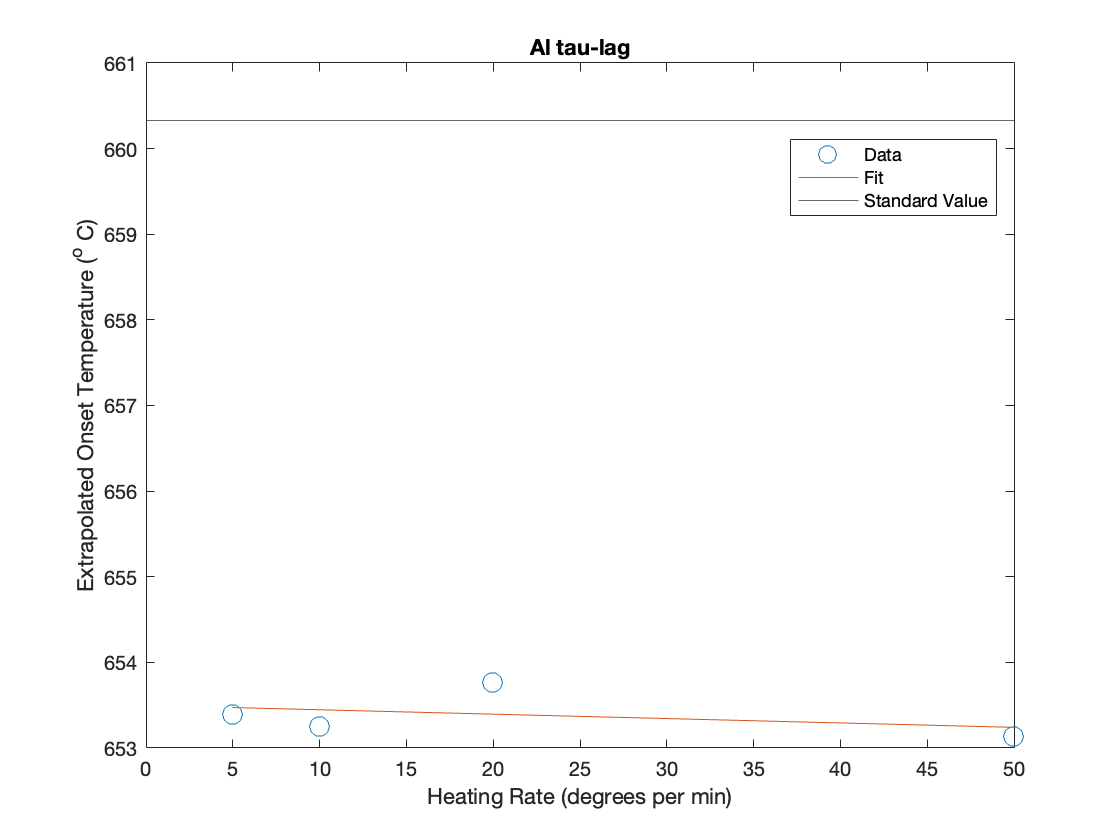 Al tau-lag
661
660
659
658
657
656
655
654
653
Extrapolated Onset Temperature (° C)
Data
Fit
Standard Value
0 5 10 15 20 25 30 35 40 45 50
Heating Rate (degrees per min)